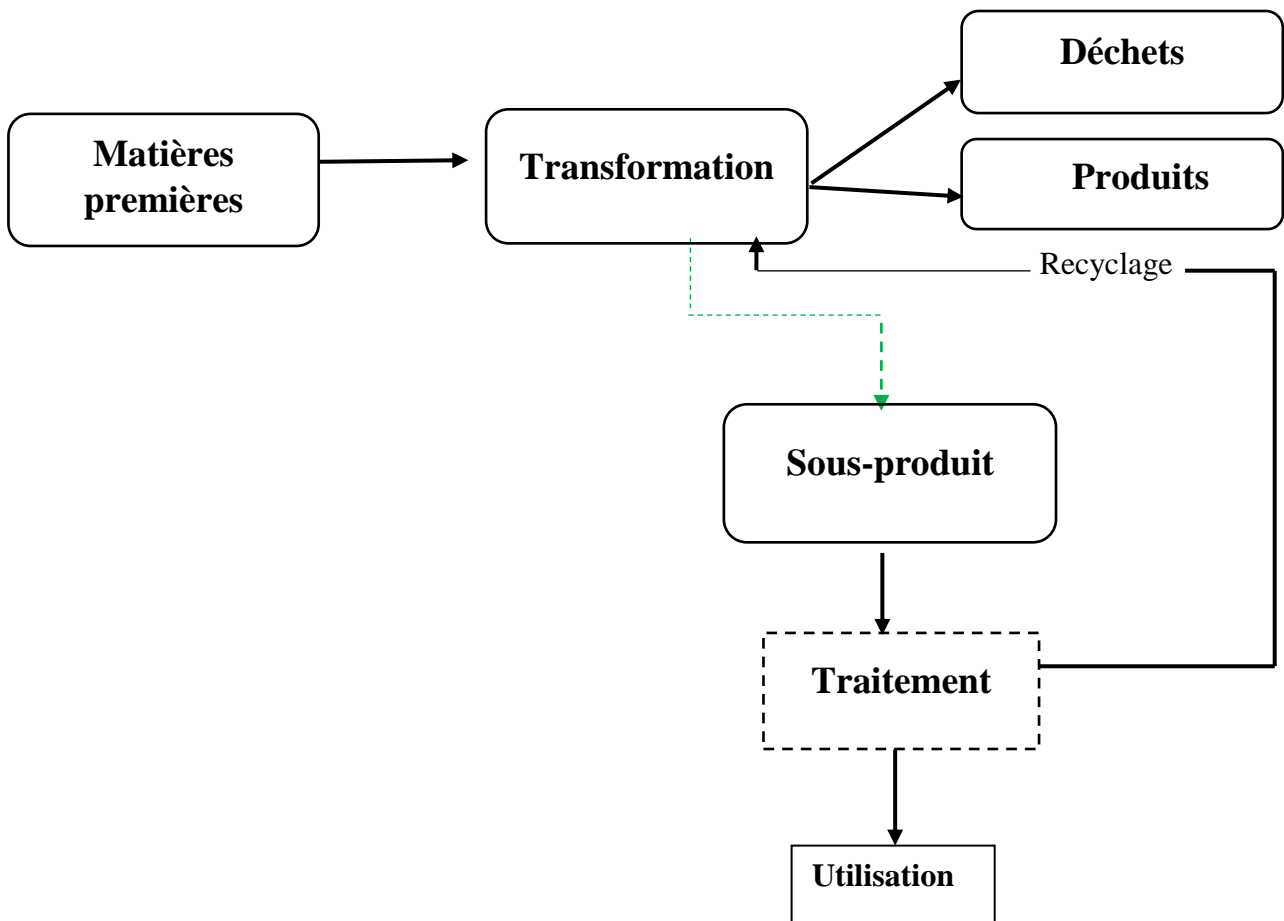 Déchets
Matières
premières
Transformation
Produits
Recyclage
Sous-produit
Traitement
Utilisation